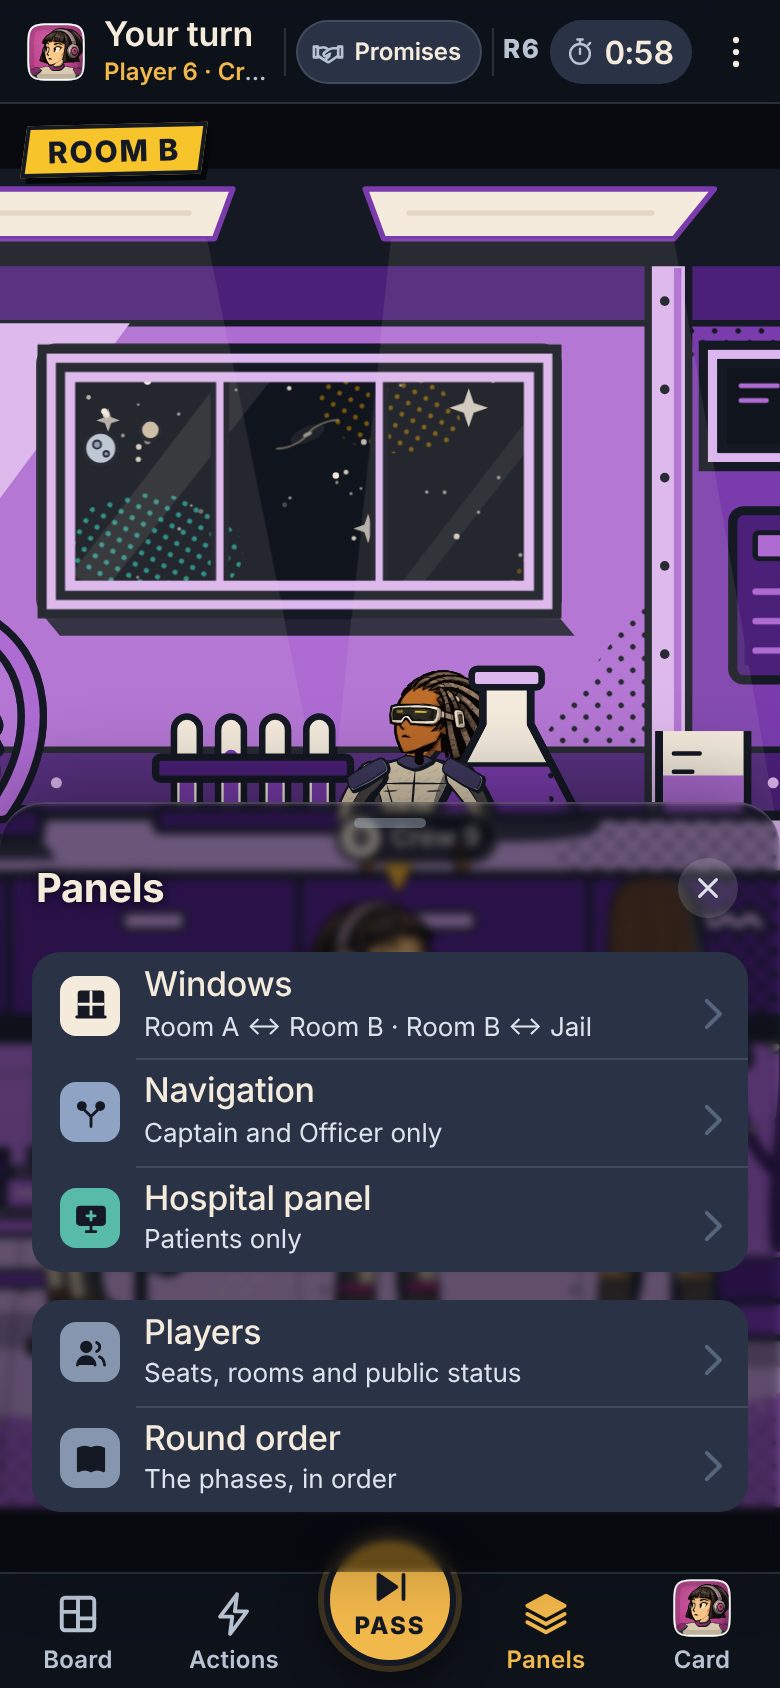 Your turn
Player 6 · Cr…
Promises
R6
0:58
ROOM B
Panels
Windows
Room A ↔ Room B · Room B ↔ Jail
Navigation
Captain and Officer only
Hospital panel
Patients only
Players
Seats, rooms and public status
Round order
The phases, in order
Board
Actions
PASS
Panels
Card